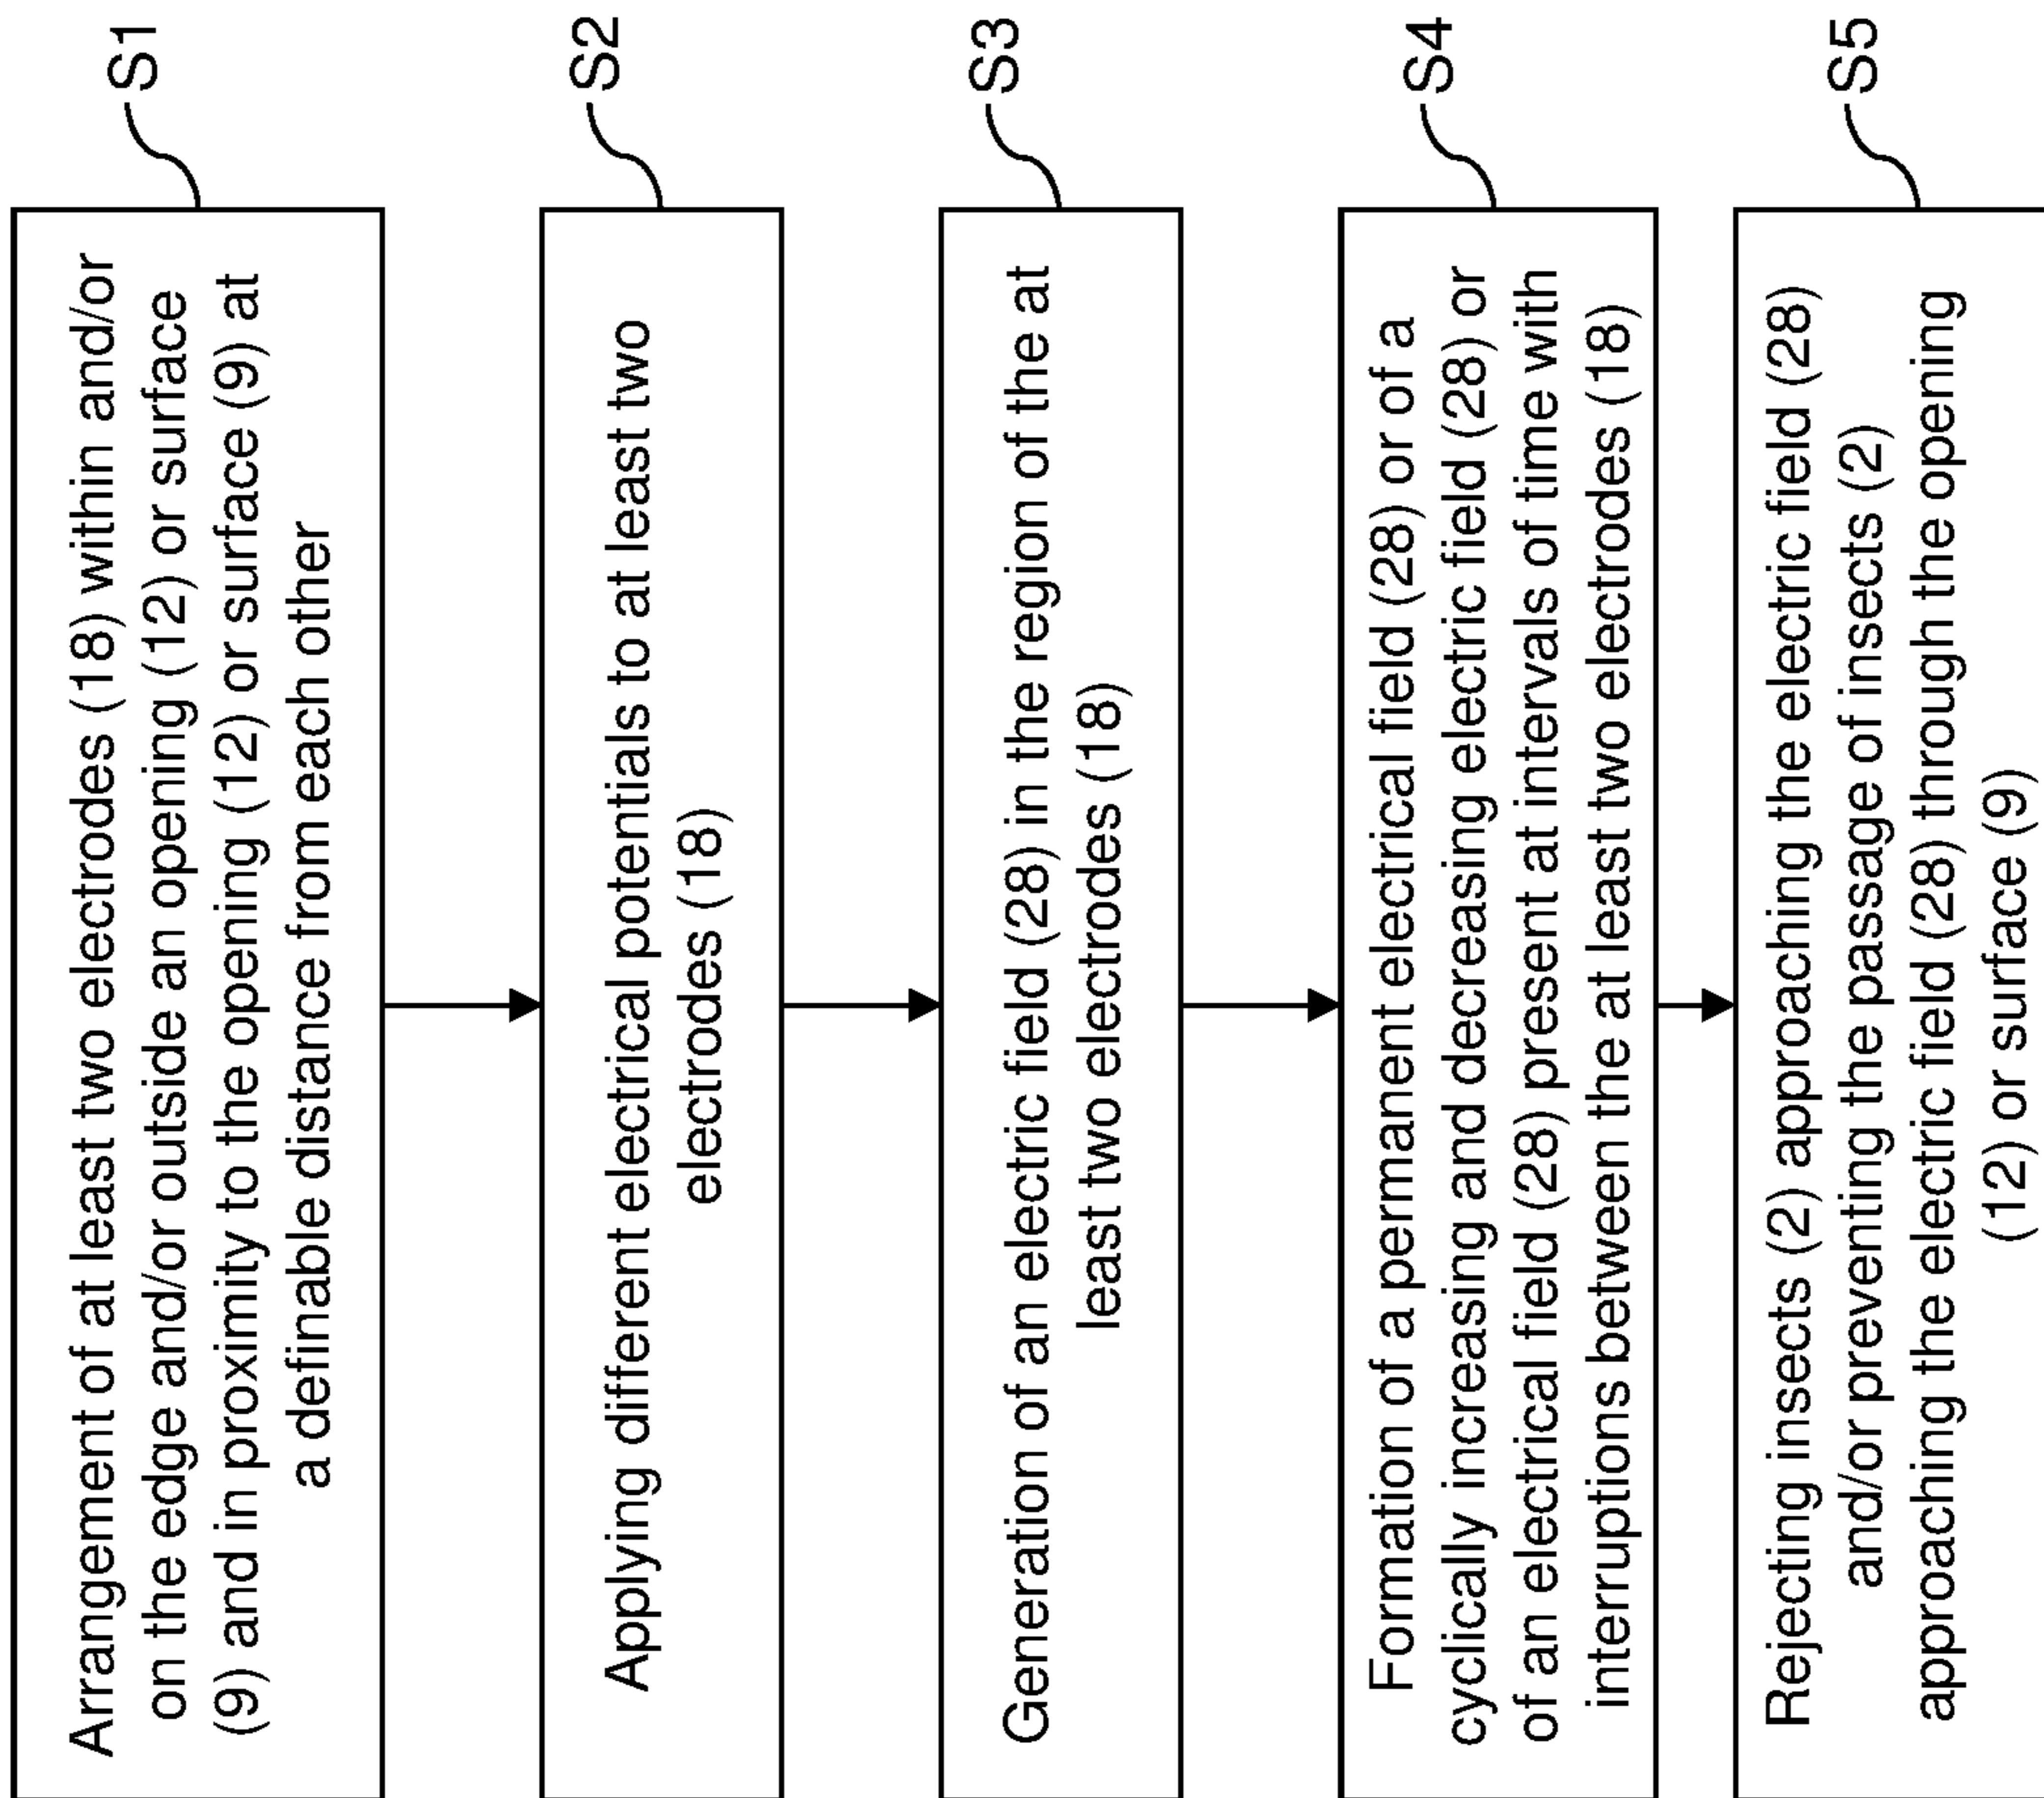 Arrangement of at least two electrodes (18) within and/or
on the edge and/or outside an opening (12) or surface
(9) and in proximity to the opening (12) or surface (9) at
a definable distance from each other
S1
Applying different electrical potentials to at least two
electrodes (18)
S2
Generation of an electric field (28) in the region of the at
least two electrodes (18)
S3
Formation of a permanent electrical field (28) or of a
cyclically increasing and decreasing electric field (28) or
of an electrical field (28) present at intervals of time with
interruptions between the at least two electrodes (18)
S4
Rejecting insects (2) approaching the electric field (28)
and/or preventing the passage of insects (2)
approaching the electric field (28) through the opening
(12) or surface (9)
S5